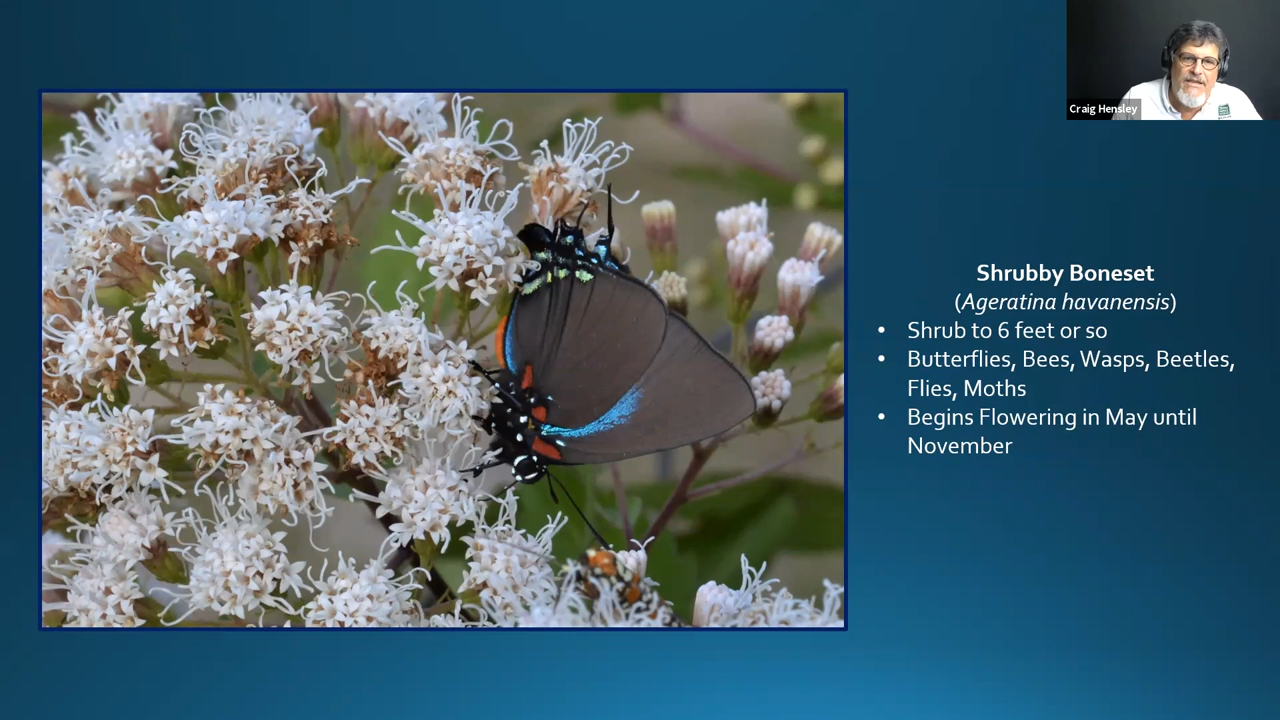 Craig Hensley
Shrubby Boneset
(Ageratina havanensis)
• Shrub to 6 feet or so
• Butterflies, Bees, Wasps, Beetles,
Flies, Moths
• Begins Flowering in May until
November